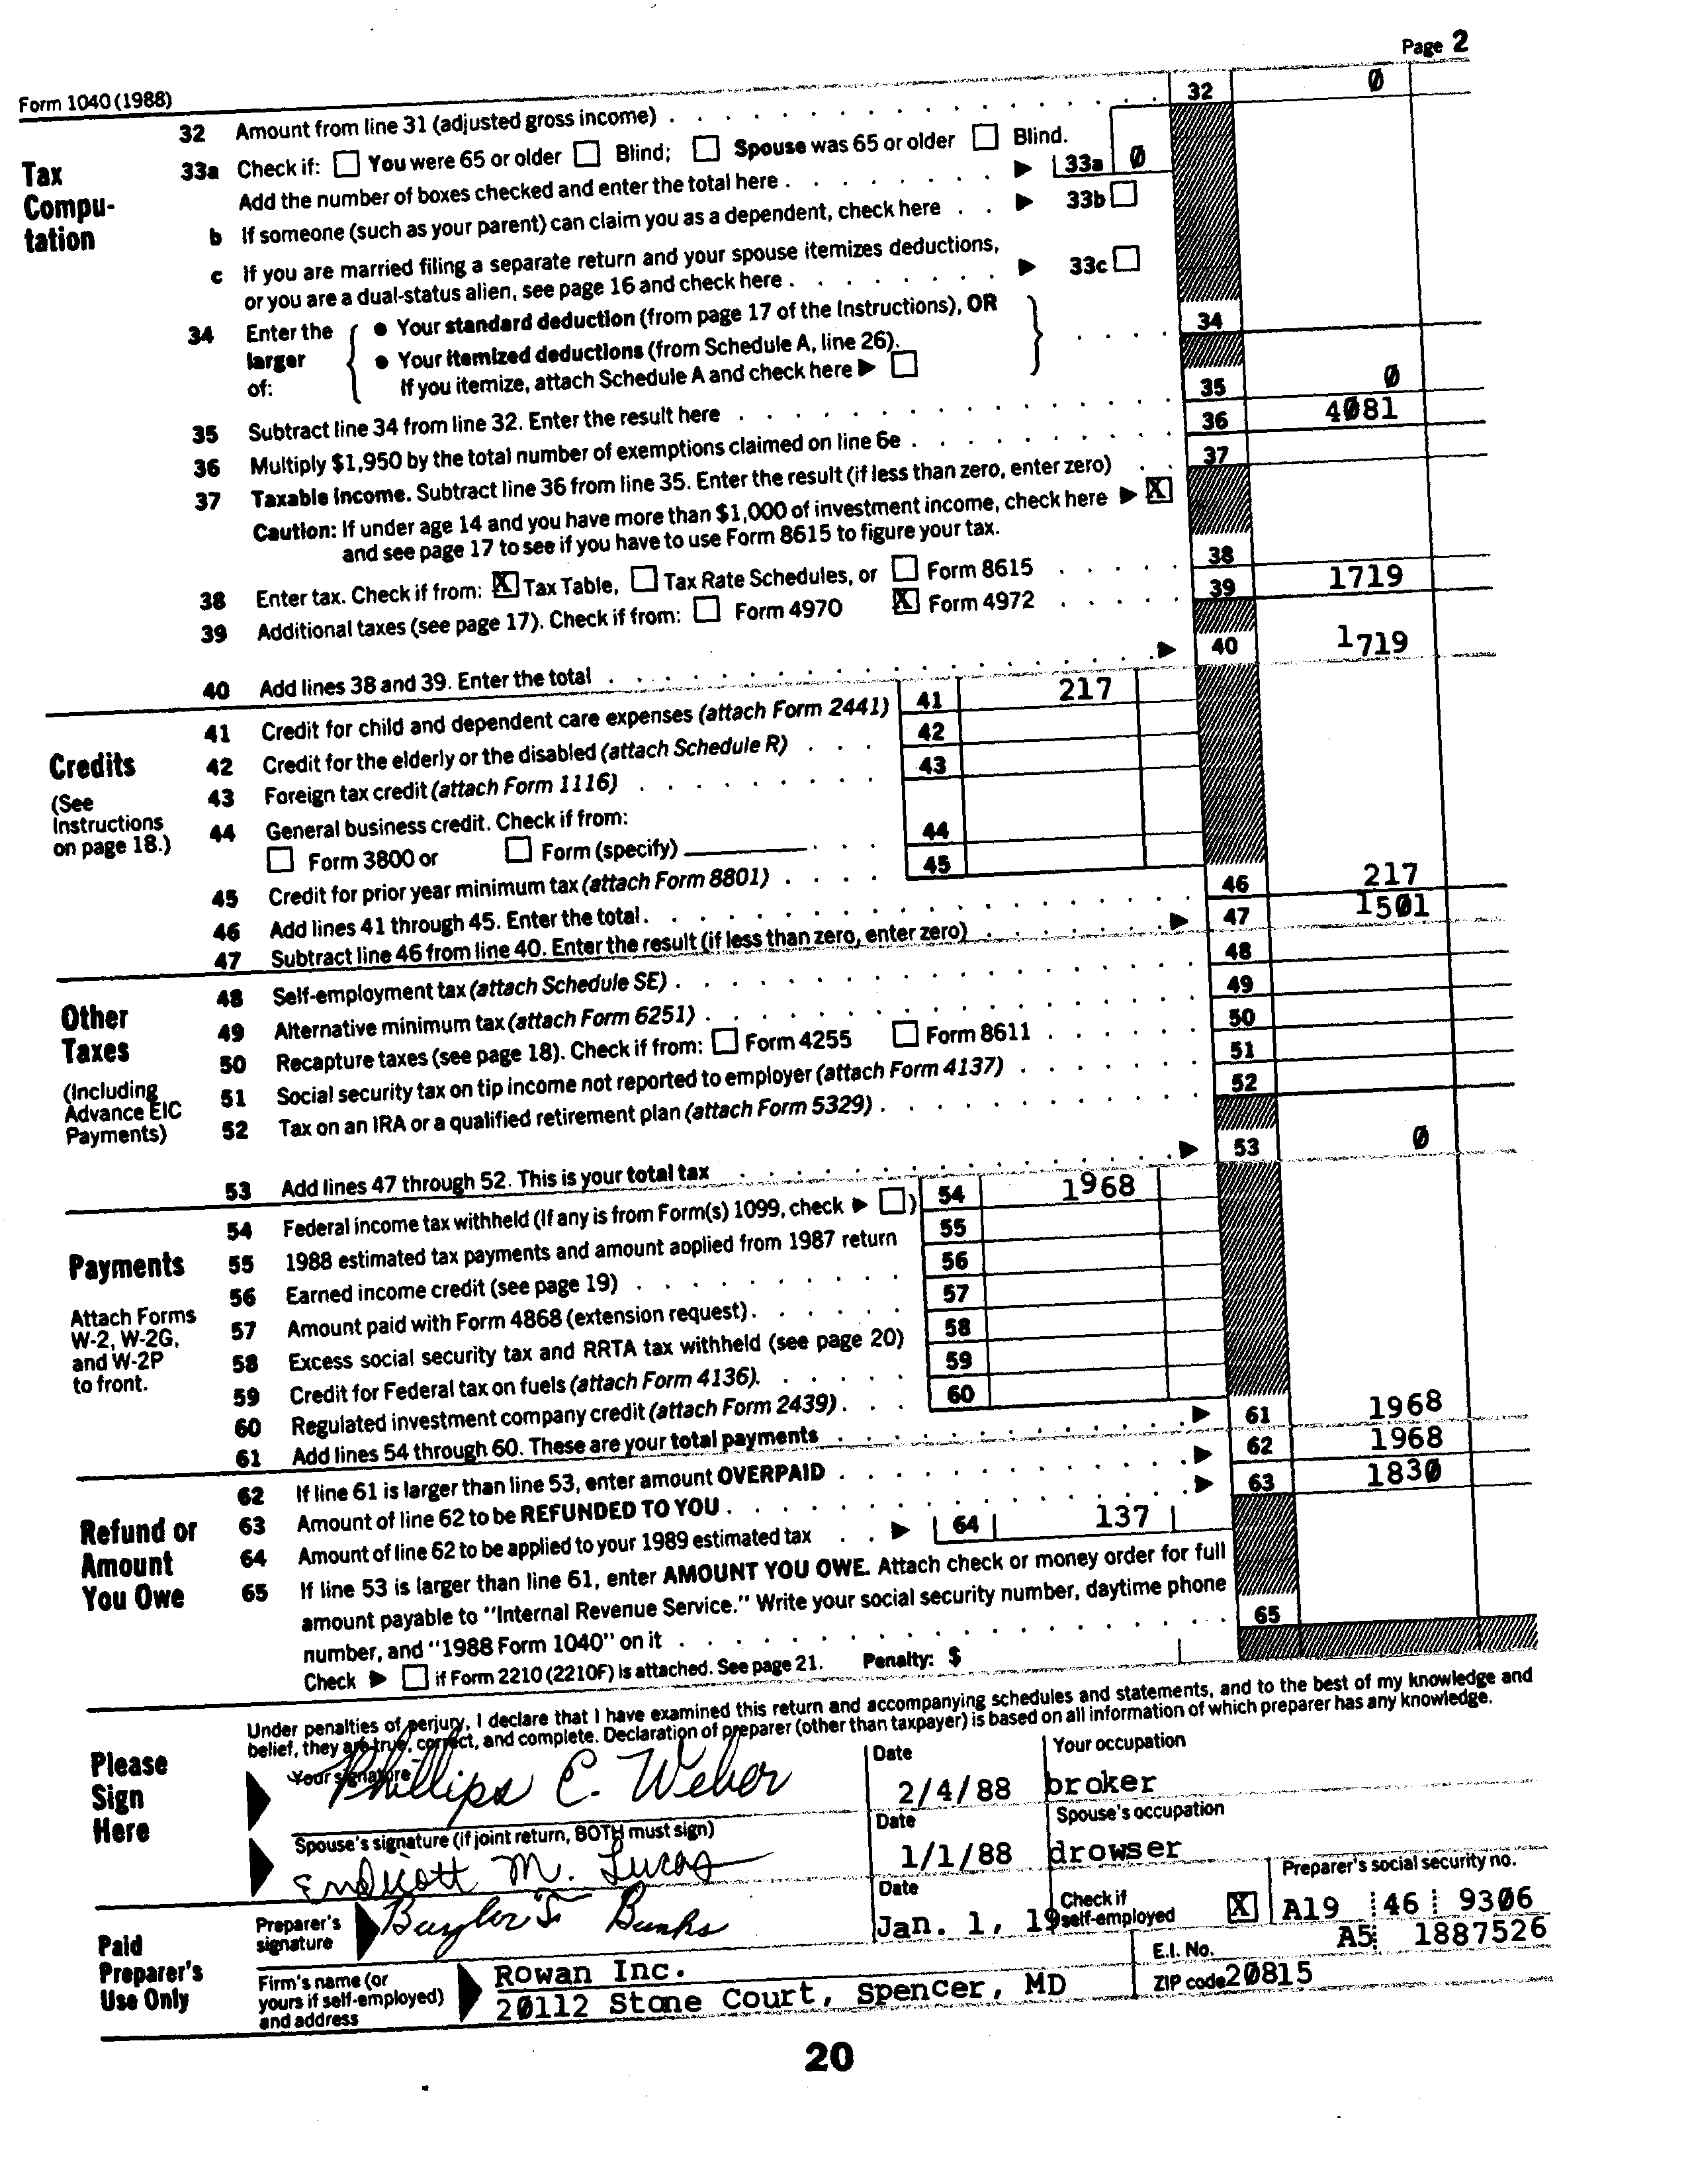 Page 2
Form 1040 (1988)
32 Amount from line 31 (adjusted gross income) . . . . . . . . . . . . 32 0
Tax Compu-tation
33a Check if: ☐ You were 65 or older ☐ Blind; ☐ Spouse was 65 or older ☐ Blind.
Add the number of boxes checked and enter the total here . . . . . . . . ▶ 33a 0
b If someone (such as your parent) can claim you as a dependent, check here . . ▶ 33b ☐
c If you are married filing a separate return and your spouse itemizes deductions,
or you are a dual-status alien, see page 16 and check here . . . . . . . ▶ 33c ☐
34 Enter the larger of:
• Your standard deduction (from page 17 of the Instructions), OR
• Your itemized deductions (from Schedule A, line 26).
If you itemize, attach Schedule A and check here ▶ ☐ . . . . 34
35 Subtract line 34 from line 32. Enter the result here . . . . . . . . . . 35 0
36 Multiply $1,950 by the total number of exemptions claimed on line 6e . . . . . . . 36 4081
37 Taxable income. Subtract line 36 from line 35. Enter the result (if less than zero, enter zero) . . 37
Caution: If under age 14 and you have more than $1,000 of investment income, check here ▶ ☒
and see page 17 to see if you have to use Form 8615 to figure your tax.
38 Enter tax. Check if from: ☒ Tax Table, ☐ Tax Rate Schedules, or ☐ Form 8615 . . . . . 38
39 Additional taxes (see page 17). Check if from: ☐ Form 4970 ☒ Form 4972 . . . . . 39 1719
40 Add lines 38 and 39. Enter the total . . . . . . . . . . . . ▶ 40 1719
Credits
(See Instructions on page 18.)
41 Credit for child and dependent care expenses (attach Form 2441) 41 217
42 Credit for the elderly or the disabled (attach Schedule R) . . . 42
43 Foreign tax credit (attach Form 1116) . . . . . . . . 43
44 General business credit. Check if from:
☐ Form 3800 or ☐ Form (specify) . . . 44
45 Credit for prior year minimum tax (attach Form 8801) . . . . 45
46 Add lines 41 through 45. Enter the total . . . . . . . . . . . . 46 217
47 Subtract line 46 from line 40. Enter the result (if less than zero, enter zero) . . . . . . ▶ 47 1501
Other Taxes
(Including Advance EIC Payments)
48 Self-employment tax (attach Schedule SE) . . . . . . . . . . . . 48
49 Alternative minimum tax (attach Form 6251) . . . . . . . . . . . . 49
50 Recapture taxes (see page 18). Check if from: ☐ Form 4255 ☐ Form 8611 . . . . . 50
51 Social security tax on tip income not reported to employer (attach Form 4137) . . . . . . 51
52 Tax on an IRA or a qualified retirement plan (attach Form 5329) . . . . . . . . . 52
53 Add lines 47 through 52. This is your total tax . . . . . . . . . . ▶ 53 0
Payments
Attach Forms W-2, W-2G, and W-2P to front.
54 Federal income tax withheld (If any is from Form(s) 1099, check ▶ ☐) 54 1968
55 1988 estimated tax payments and amount applied from 1987 return 55
56 Earned income credit (see page 19) . . . . . . . . . 56
57 Amount paid with Form 4868 (extension request) . . . . . . 57
58 Excess social security tax and RRTA tax withheld (see page 20) 58
59 Credit for Federal tax on fuels (attach Form 4136). . . . . . 59
60 Regulated investment company credit (attach Form 2439) . . . 60
61 Add lines 54 through 60. These are your total payments . . . . . . . . . ▶ 61 1968
Refund or Amount You Owe
62 If line 61 is larger than line 53, enter amount OVERPAID . . . . . . . . . ▶ 62 1968
63 Amount of line 62 to be REFUNDED TO YOU . . . . . . . . . . . . ▶ 63 1830
64 Amount of line 62 to be applied to your 1989 estimated tax . . ▶ 64 137
65 If line 53 is larger than line 61, enter AMOUNT YOU OWE. Attach check or money order for full
amount payable to "Internal Revenue Service." Write your social security number, daytime phone
number, and "1988 Form 1040" on it . . . . . . . . . . . . 65
Check ▶ ☐ if Form 2210 (2210F) is attached. See page 21. Penalty: $
Please Sign Here
Under penalties of perjury, I declare that I have examined this return and accompanying schedules and statements, and to the best of my knowledge and
belief, they are true, correct, and complete. Declaration of preparer (other than taxpayer) is based on all information of which preparer has any knowledge.
Your signature Phillips C. Weber Date 2/4/88 Your occupation broker
Spouse's signature (if joint return, BOTH must sign) Endicott M. Lucas Date 1/1/88 Spouse's occupation drowser
Paid Preparer's Use Only
Preparer's signature Baylor J. Banks Date Jan. 1, 19 Check if self-employed ☒ Preparer's social security no. A19 46 9306
Firm's name (or yours if self-employed) and address Rowan Inc. E.I. No. A5 1887526
20112 Stone Court, Spencer, MD ZIP code 20815
20